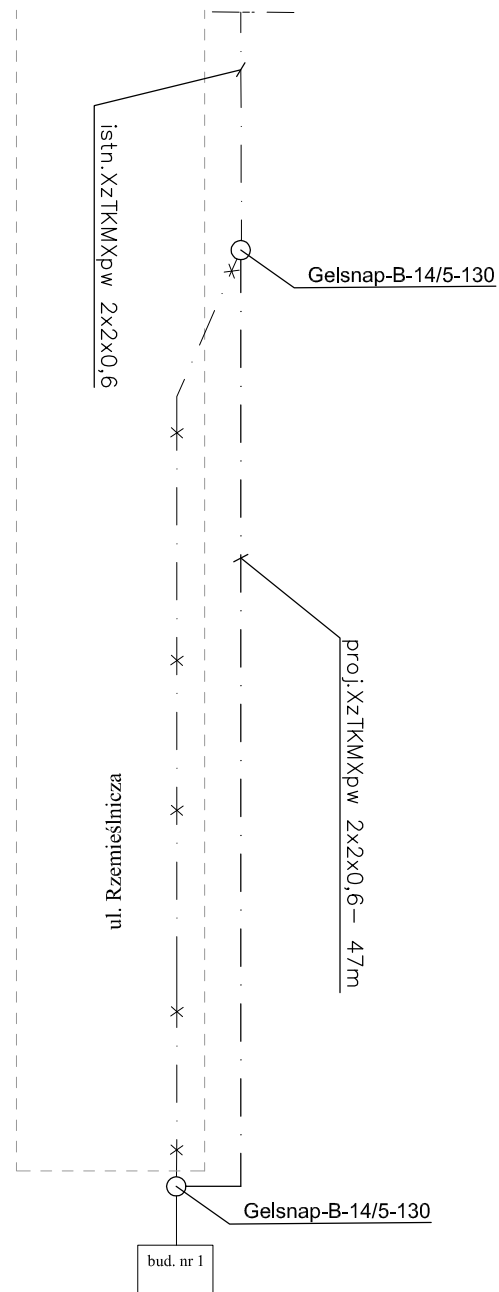 istn.XzTKMXpw 2x2x0,6
Gelsnap-B-14/5-130
proj.XzTKMXpw 2x2x0,6– 47m
ul. Rzemieślnicza
Gelsnap-B-14/5-130
bud. nr 1